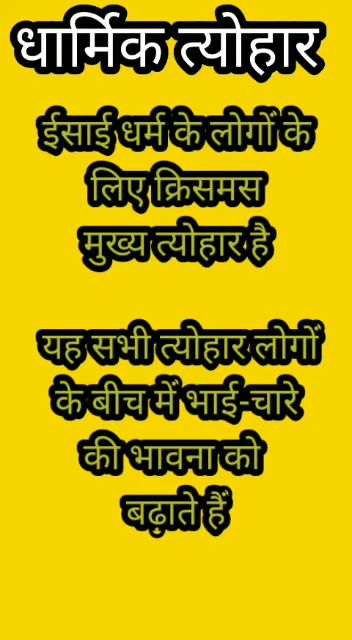 धार्मिक त्योहार
ईसाई धर्म के लोगों के
लिए क्रिसमस
मुख्य त्योहार है
यह सभी त्योहार लोगों
के बीच में भाई-चारे
की भावना को
बढ़ाते हैं